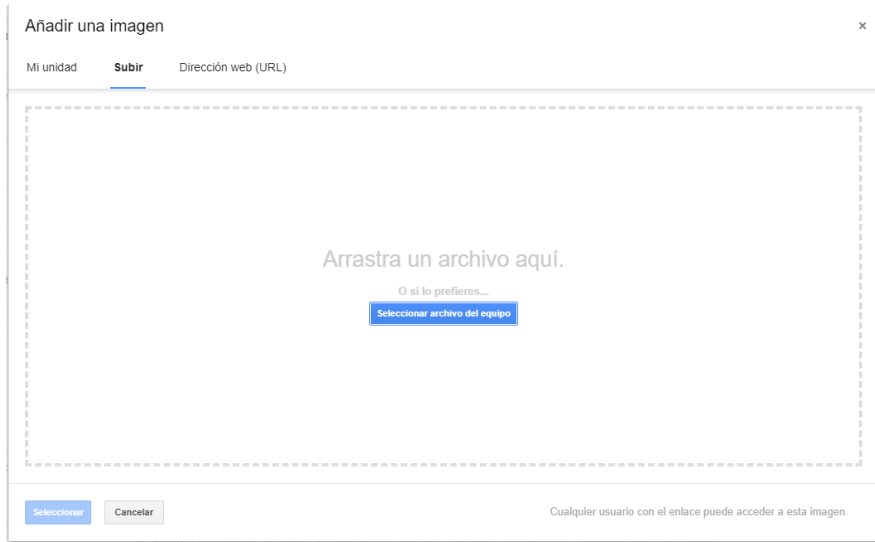 Añadir una imagen
×
Mi unidad Subir Dirección web (URL)
Arrastra un archivo aquí.
O si lo prefieres...
Seleccionar archivo del equipo
Seleccionar Cancelar Cualquier usuario con el enlace puede acceder a esta imagen.